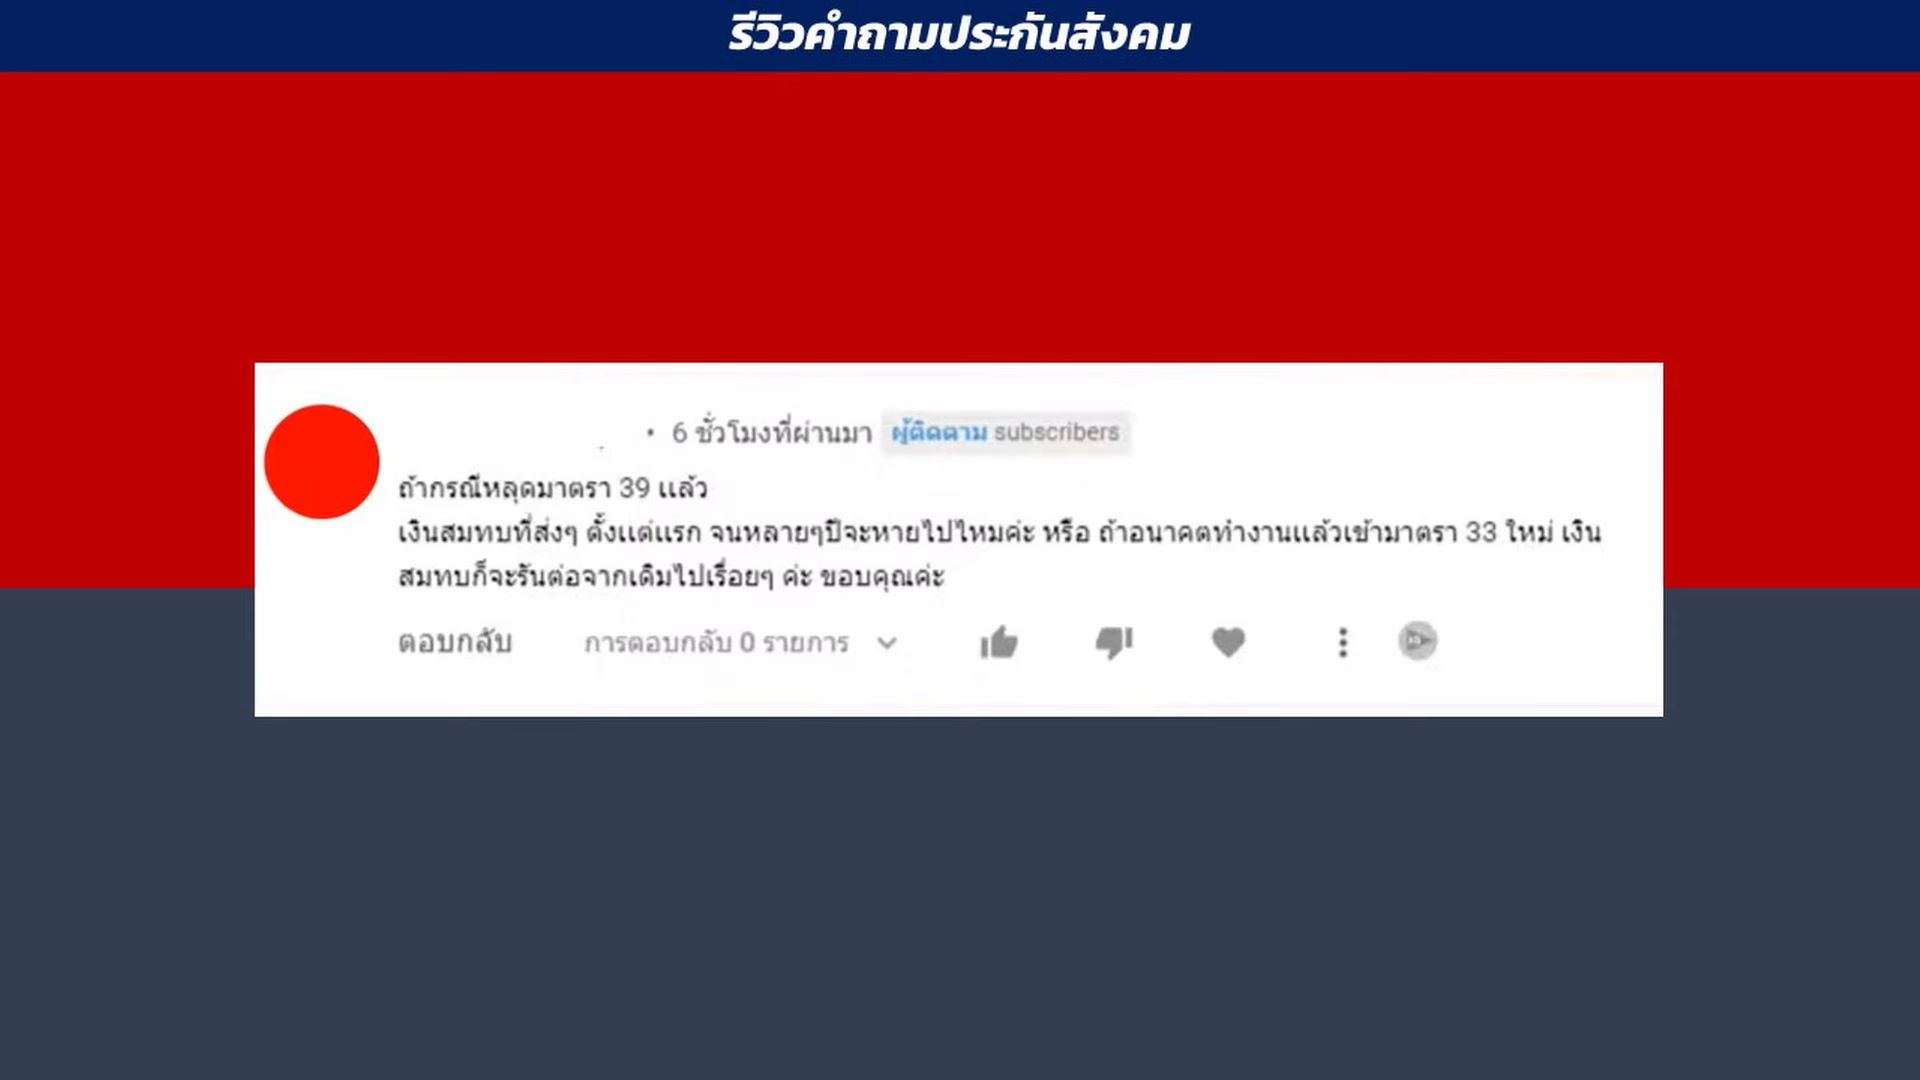 รีวิวคำถามประกันสังคม
• 6 ชั่วโมงที่ผ่านมา ผู้ติดตาม subscribers
ถ้ากรณีหลุดมาตรา 39 แล้ว
เงินสมทบที่ส่งๆ ตั้งแต่แรก จนหลายๆปีจะหายไปไหมค่ะ หรือ ถ้าอนาคตทำงานแล้วเข้ามาตรา 33 ใหม่ เงิน
สมทบก็จะรันต่อจากเดิมไปเรื่อยๆ ค่ะ ขอบคุณค่ะ
ตอบกลับ การตอบกลับ 0 รายการ